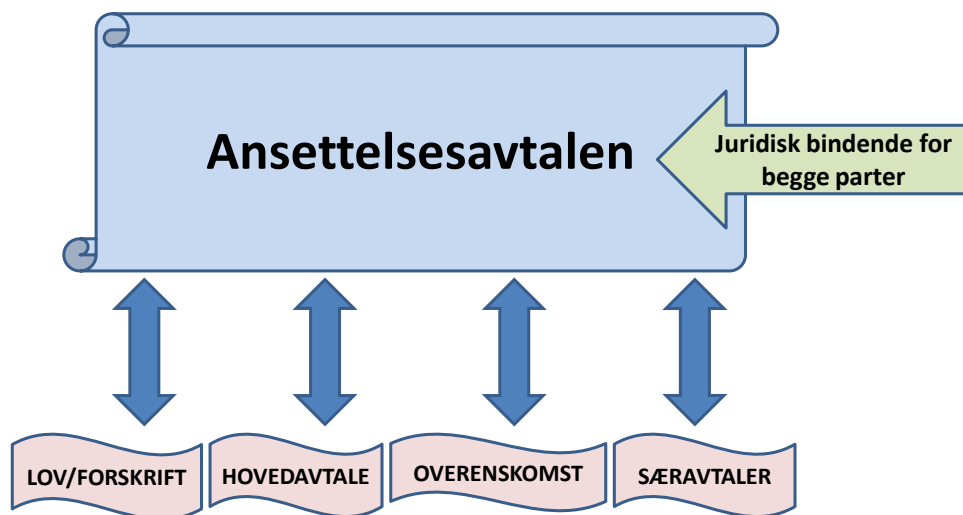 Ansettelsesavtalen
Juridisk bindende for
begge parter
LOV/FORSKRIFT
HOVEDAVTALE
OVERENSKOMST
SÆRAVTALER